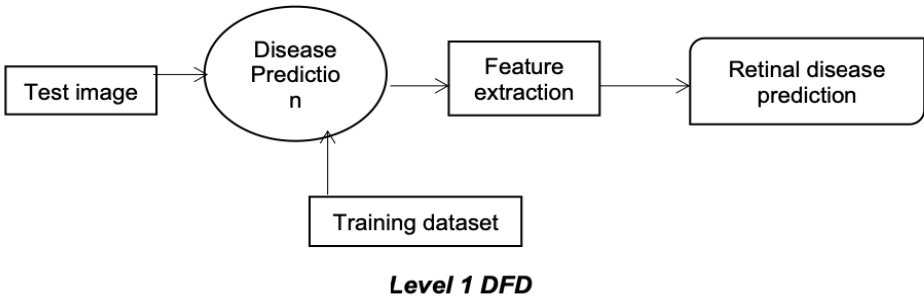 Test image
Disease
Predictio
n
Feature
extraction
Retinal disease
prediction
Training dataset
Level 1 DFD